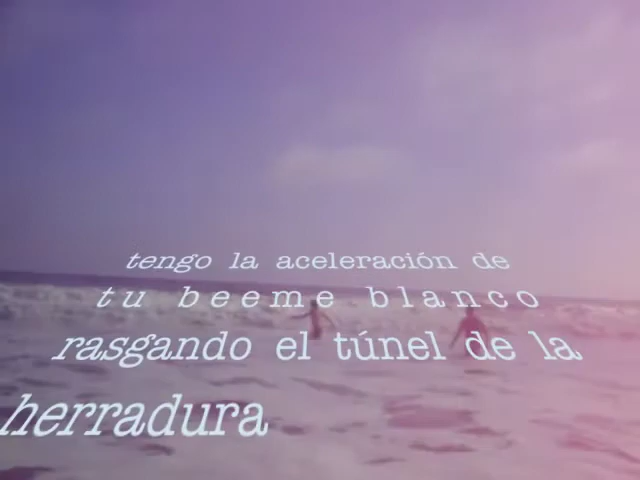 tengo la aceleración de
tu beeme blanco
rasgando el túnel de la
herradura